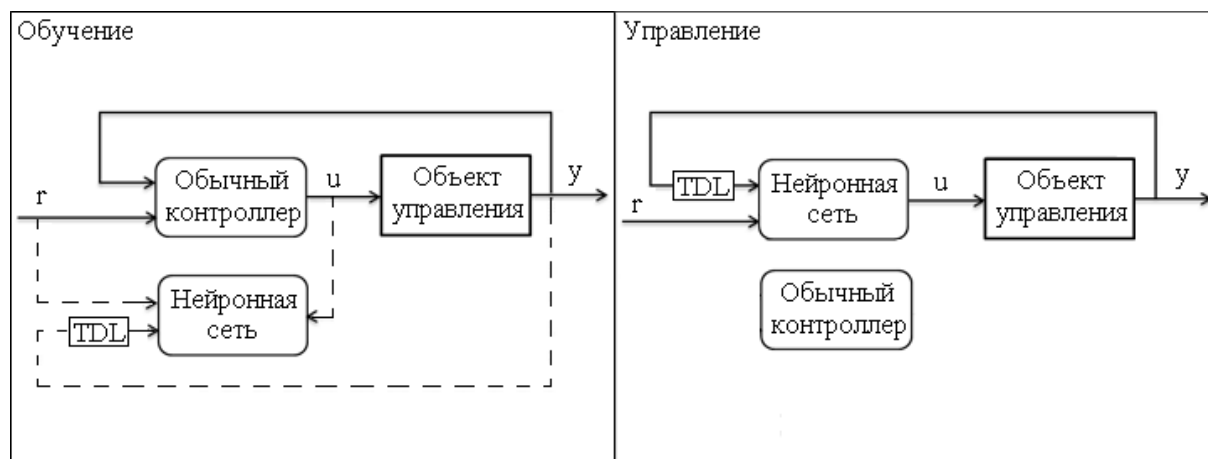 Обучение
Обычный
контроллер
r
u
Объект
управления
y
Нейронная
сеть
TDL
Управление
TDL
r
Нейронная
сеть
u
Объект
управления
y
Обычный
контроллер